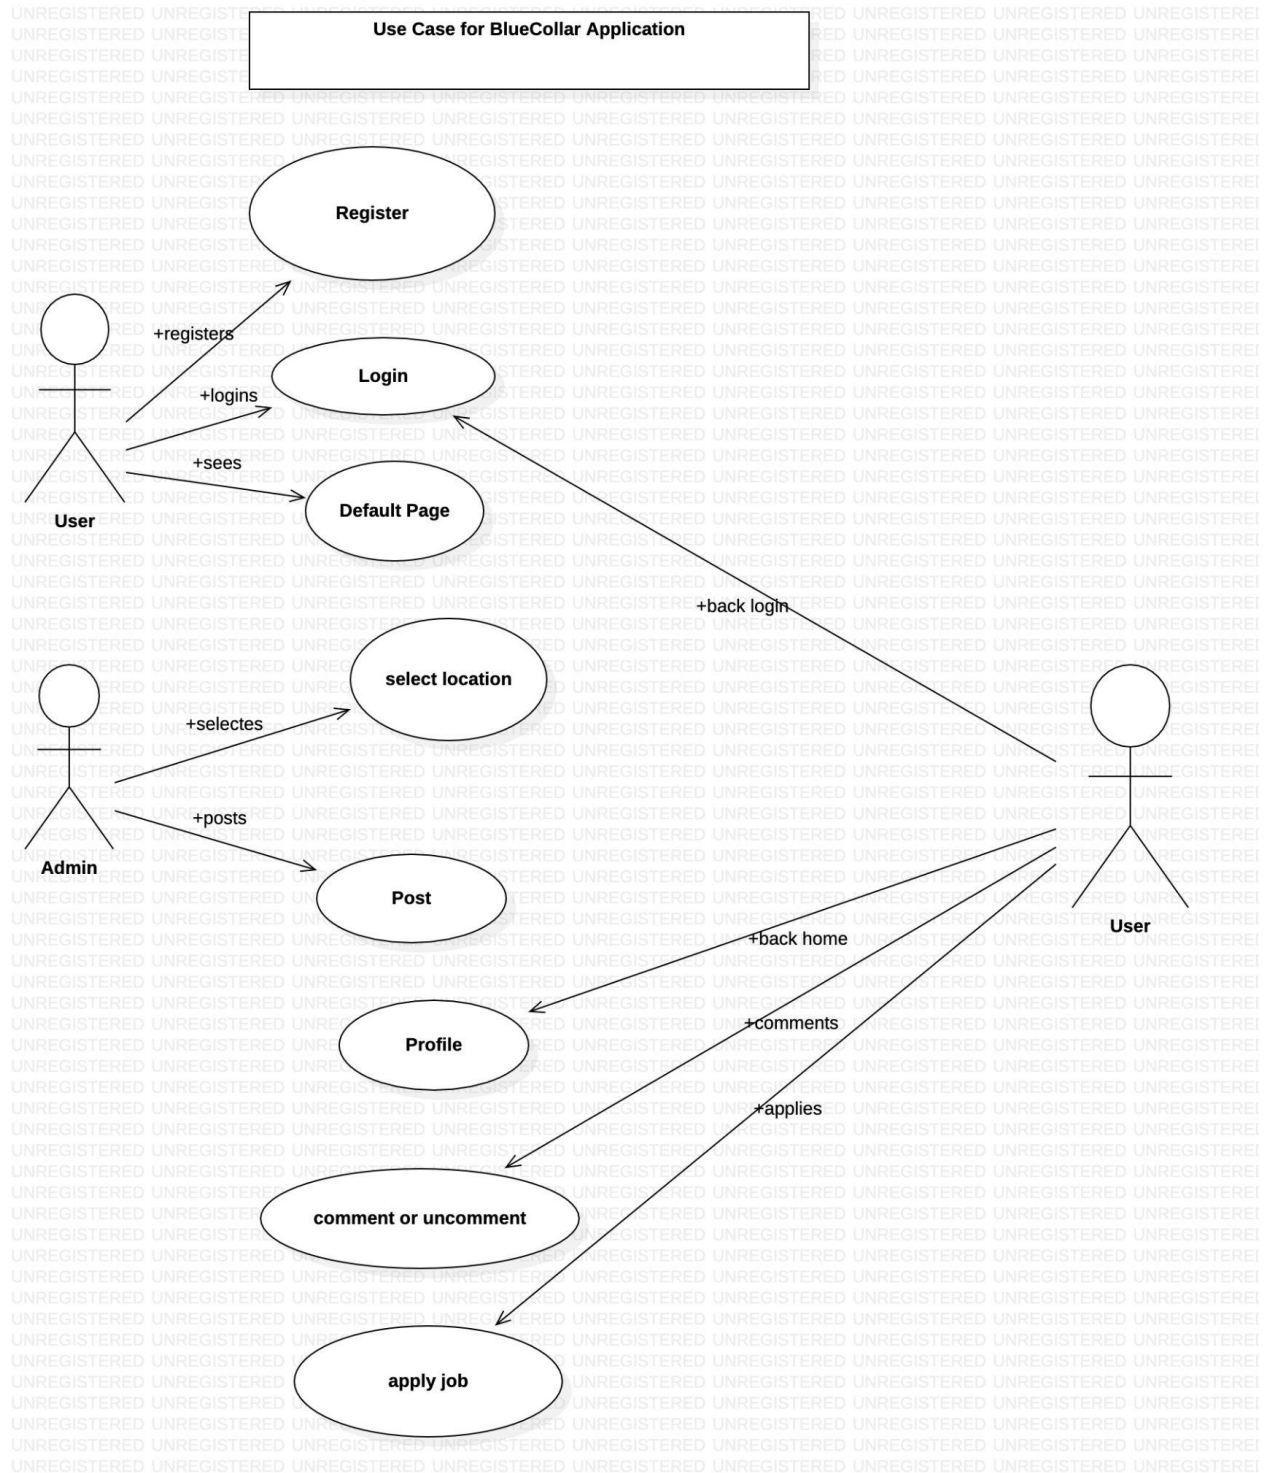 Use Case for BlueCollar Application
Register
+registers
Login
+logins
+sees
Default Page
User
+back login
select location
+selectes
+posts
Admin
Post
User
+back home
Profile
+comments
+applies
comment or uncomment
apply job
UNREGISTERED